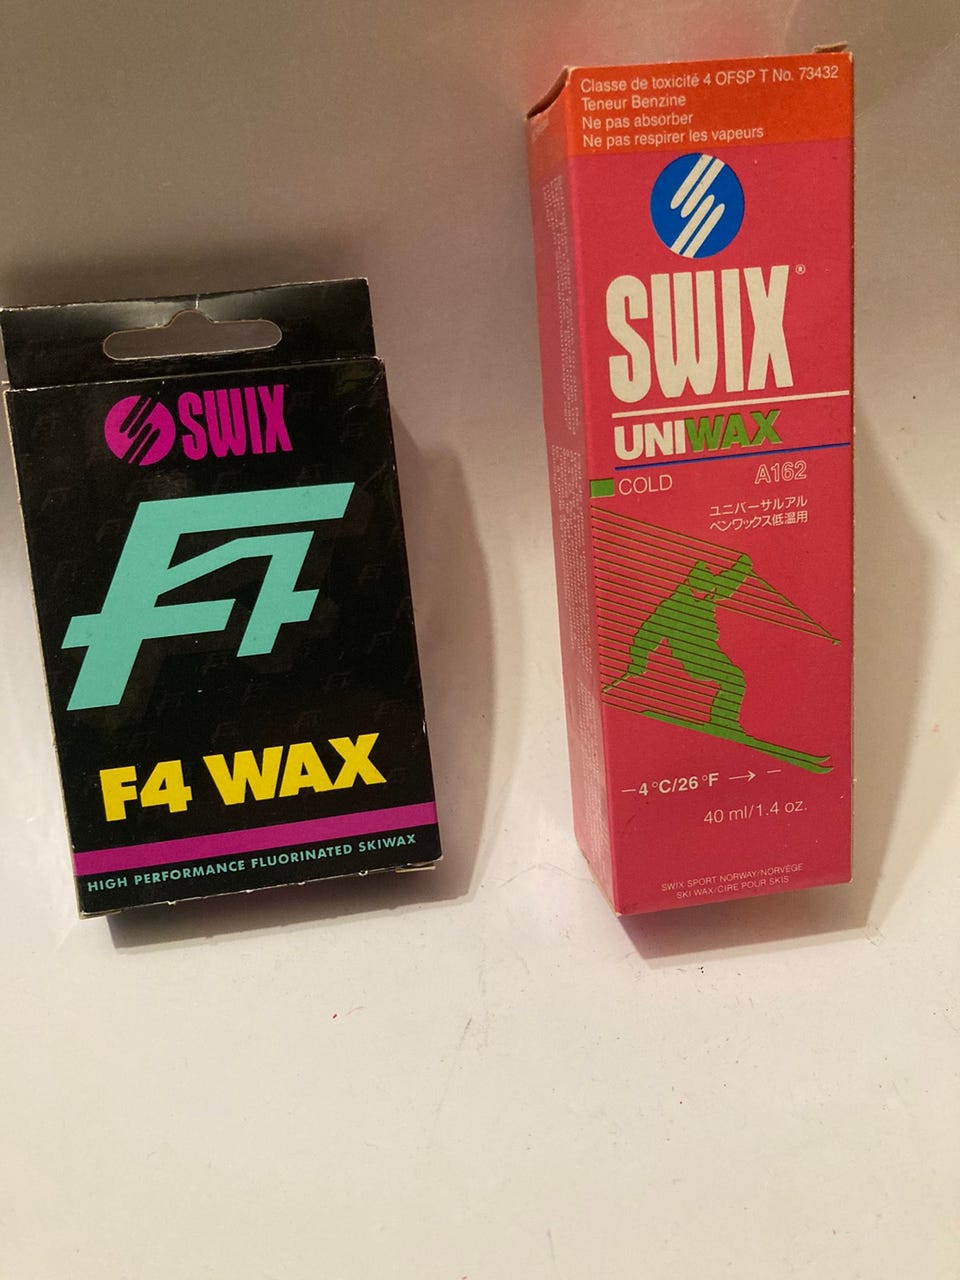 SWIX
F4
F4 WAX
HIGH PERFORMANCE FLUORINATED SKIWAX
Classe de toxicité 4 OFSP T No. 73432
Teneur Benzine
Ne pas absorber
Ne pas respirer les vapeurs
SWIX®
UNIWAX
A162
COLD
ユニバーサルアル
ペンワックス低温用
–4°C/26°F → –
40 ml/1.4 oz.
SWIX SPORT NORWAY/NORVÈGE
SKI WAX/CIRE POUR SKIS